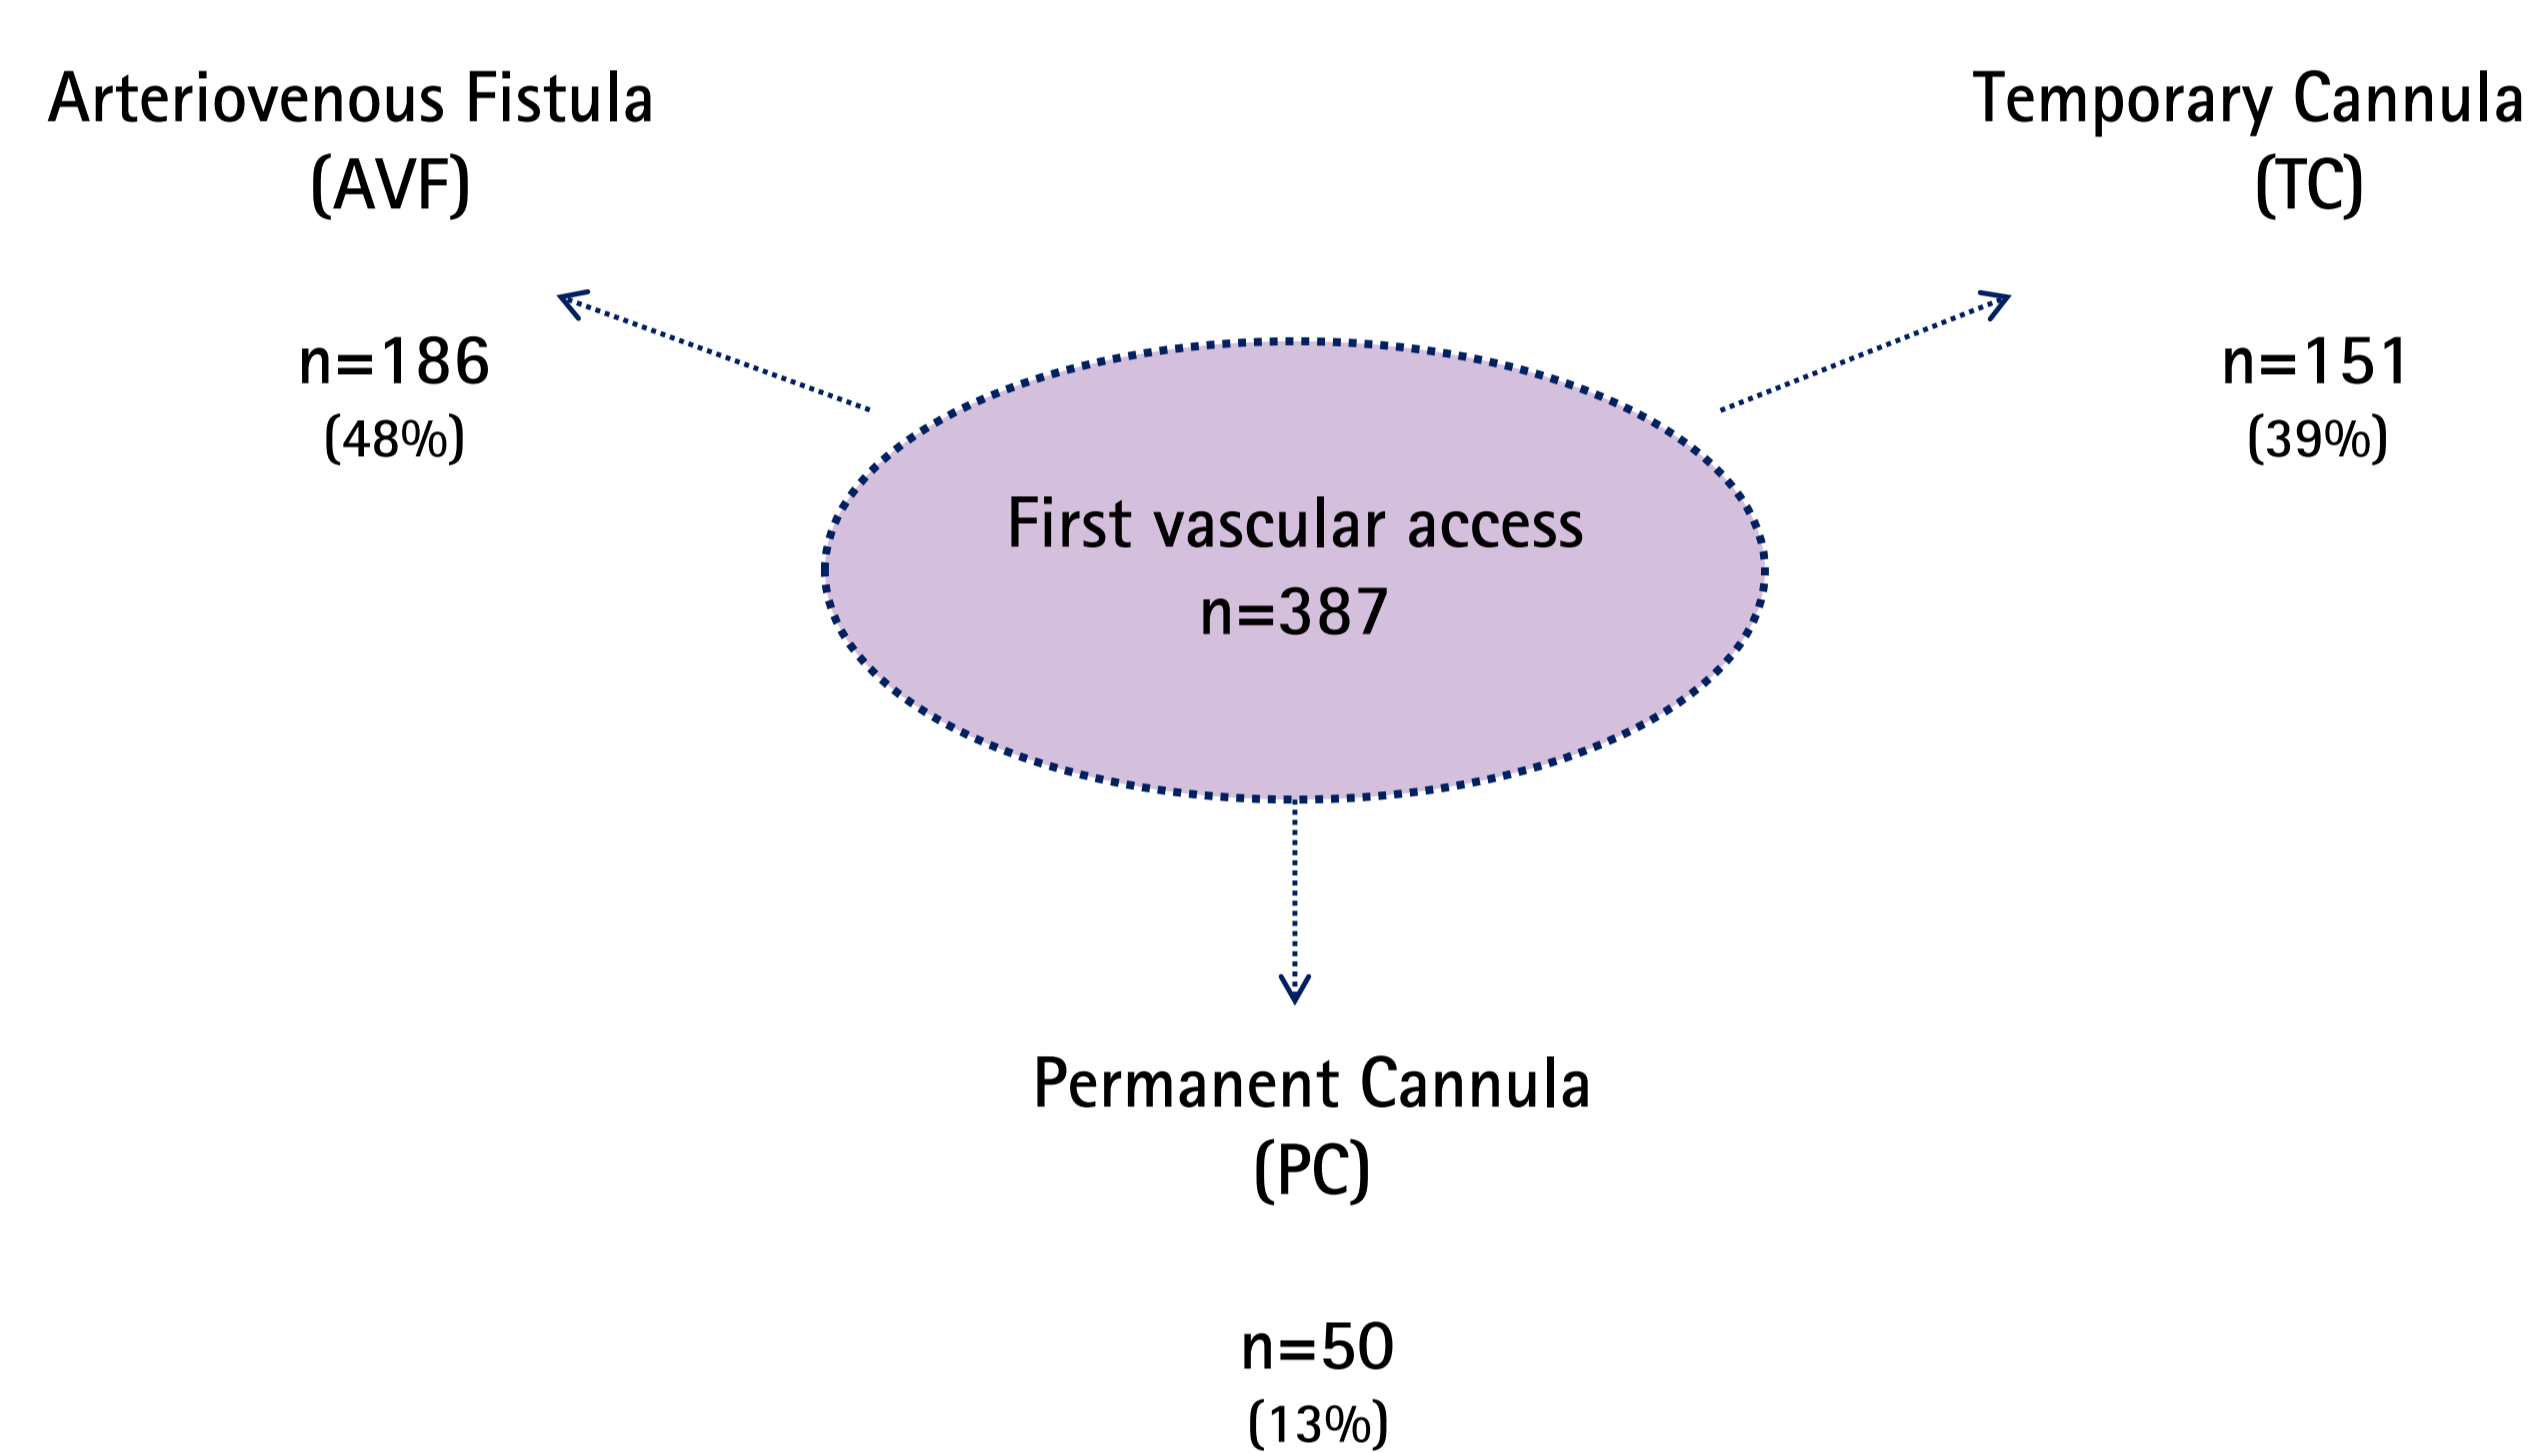 Arteriovenous Fistula
(AVF)
n=186
(48%)
Temporary Cannula
(TC)
n=151
(39%)
First vascular access
n=387
Permanent Cannula
(PC)
n=50
(13%)